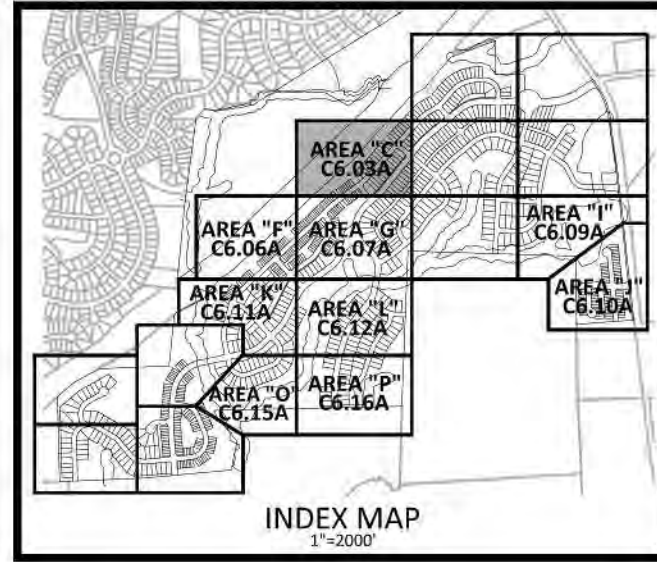 AREA "C"
C6.03A
AREA "F"
C6.06A
AREA "G"
C6.07A
AREA "I"
C6.09A
AREA "J"
C6.10A
AREA "K"
C6.11A
AREA "L"
C6.12A
AREA "O"
C6.15A
AREA "P"
C6.16A
INDEX MAP
1"=2000'